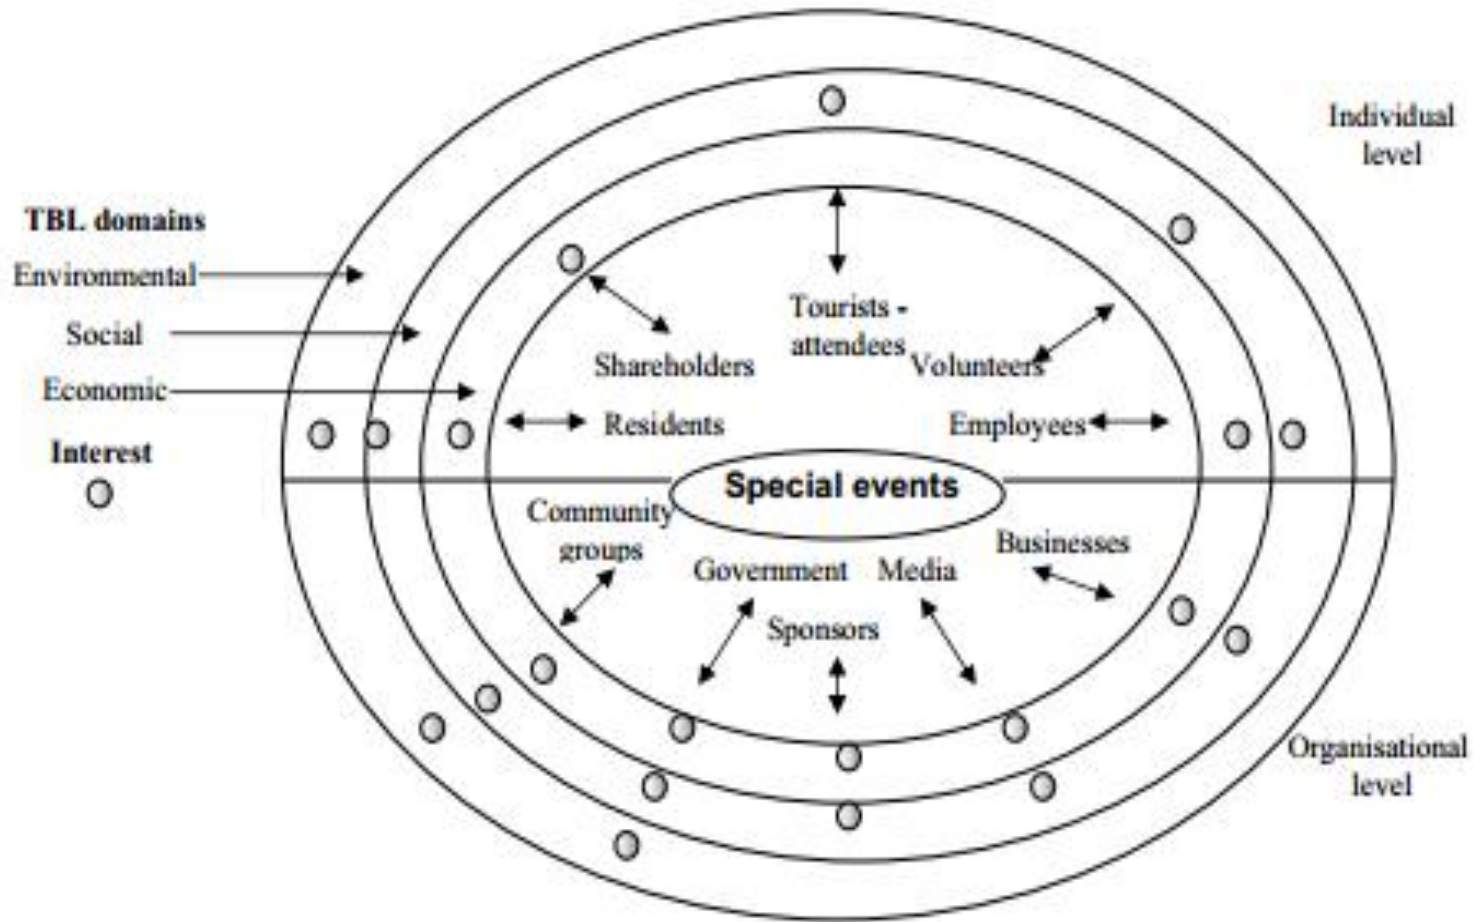 Individual
level
TBL domains
Environmental
Social
Economic
Interest
Tourists -
attendees
Shareholders
Volunteers
Residents
Employees
Special events
Community
groups
Businesses
Government
Media
Sponsors
Organisational
level